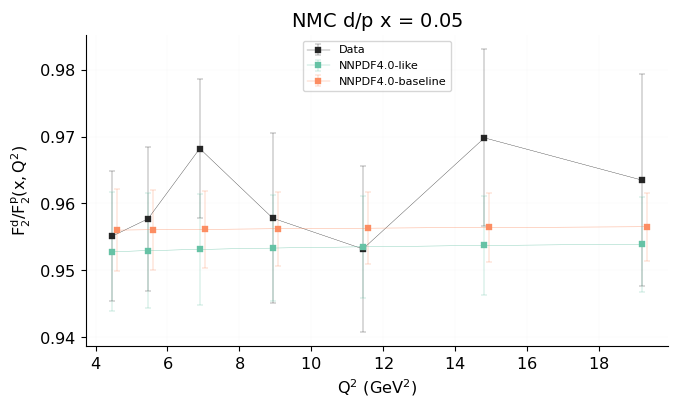 NMC d/p x = 0.05
Data
NNPDF4.0-like
NNPDF4.0-baseline
0.98
0.97
0.96
0.95
0.94
F₂ᵈ/F₂ᵖ(x, Q²)
4
6
8
10
12
14
16
18
Q² (GeV²)